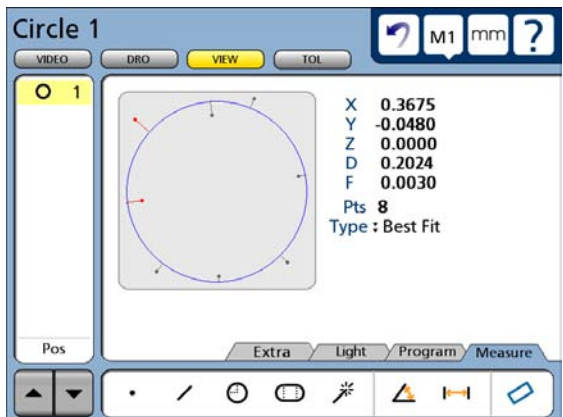 Circle 1
M1 mm ?
VIDEO DRO VIEW TOL
1
X 0.3675
Y -0.0480
Z 0.0000
D 0.2024
F 0.0030
Pts 8
Type : Best Fit
Pos
Extra Light Program Measure